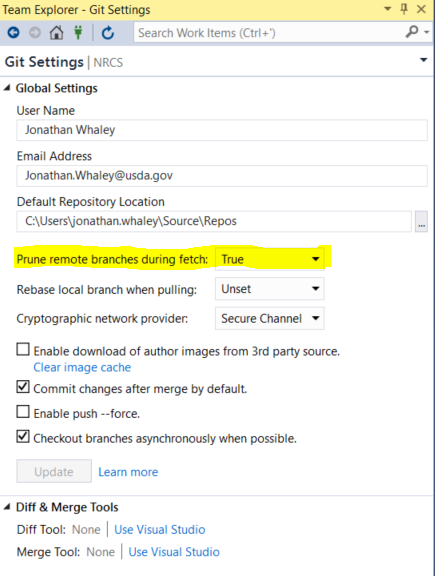 Team Explorer - Git Settings
Search Work Items (Ctrl+')
Git Settings | NRCS
Global Settings
User Name
Jonathan Whaley
Email Address
Jonathan.Whaley@usda.gov
Default Repository Location
C:\Users\jonathan.whaley\Source\Repos
...
Prune remote branches during fetch: True
Rebase local branch when pulling: Unset
Cryptographic network provider: Secure Channel
Enable download of author images from 3rd party source.
Clear image cache
Commit changes after merge by default.
Enable push --force.
Checkout branches asynchronously when possible.
Update Learn more
Diff & Merge Tools
Diff Tool: None | Use Visual Studio
Merge Tool: None | Use Visual Studio